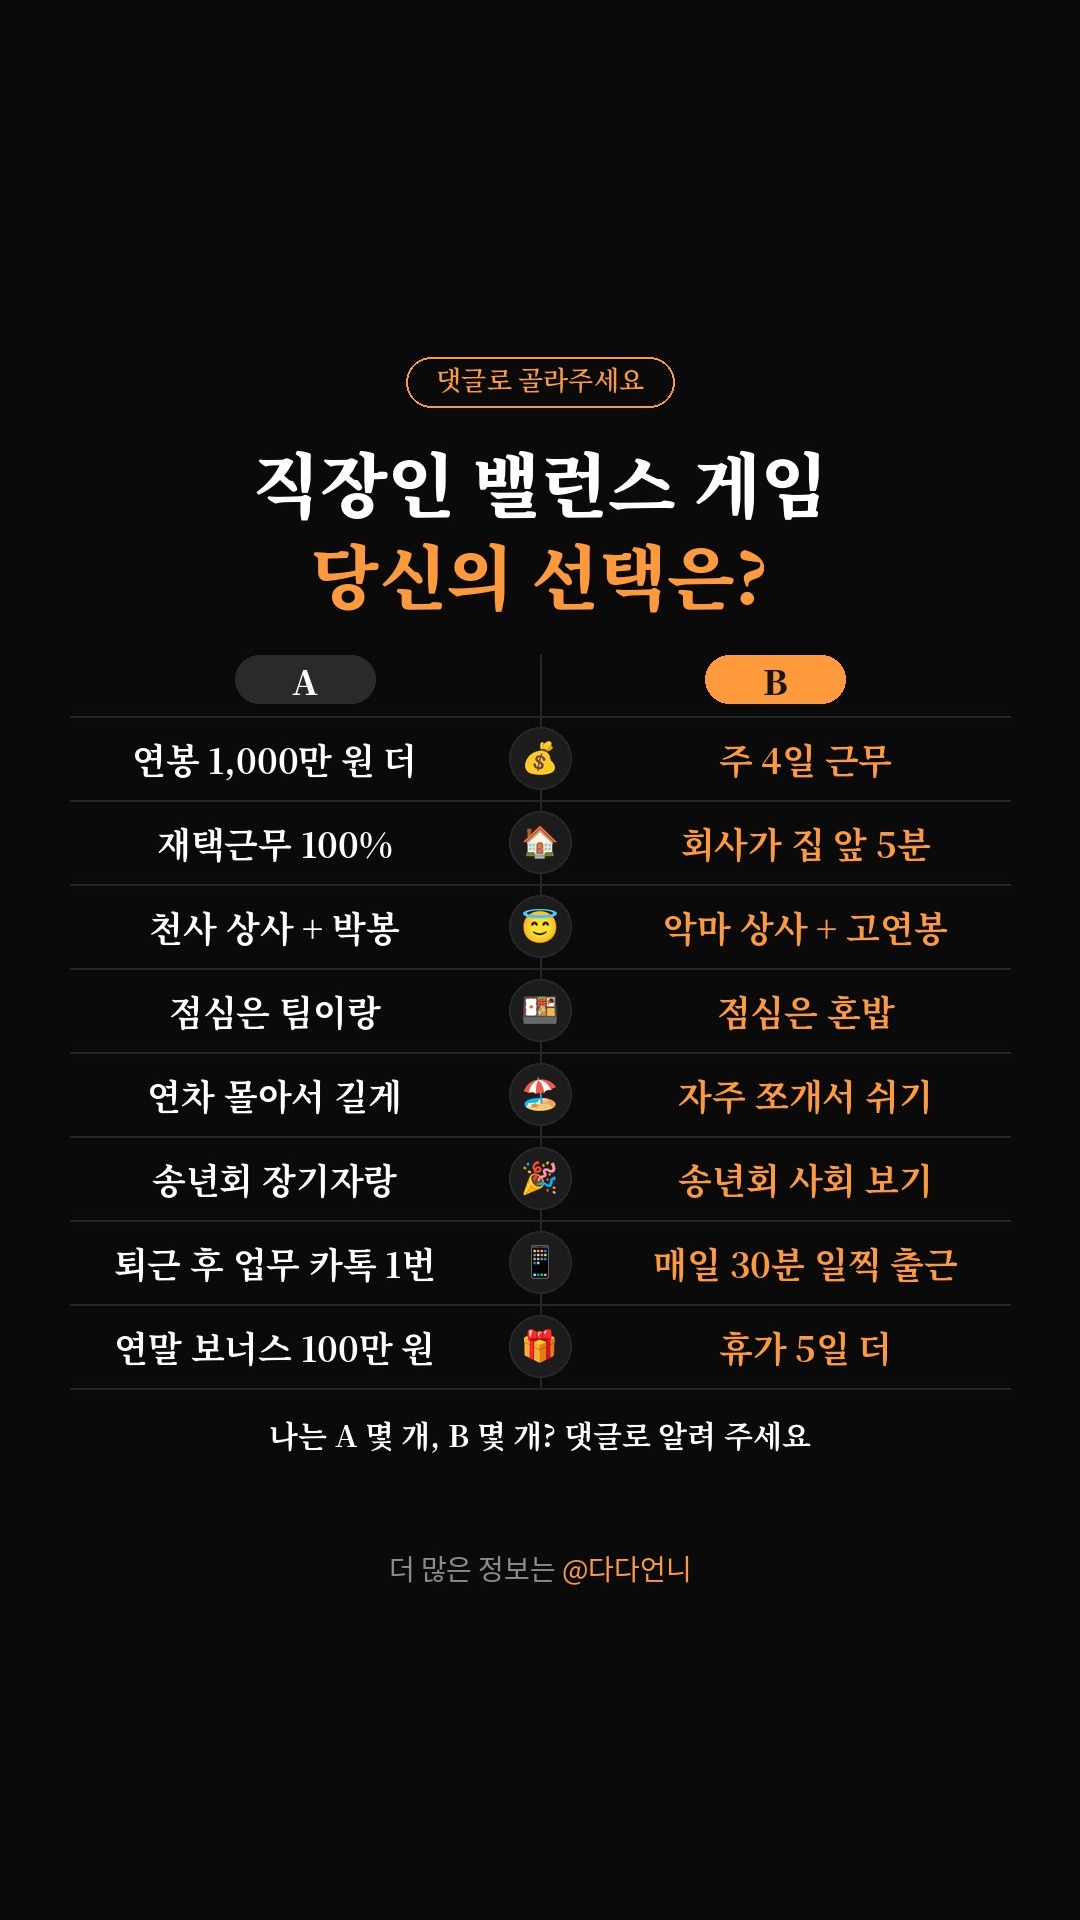 댓글로 골라주세요
직장인 밸런스 게임
당신의 선택은?
A B
연봉 1,000만 원 더 주 4일 근무
재택근무 100% 회사가 집 앞 5분
천사 상사 + 박봉 악마 상사 + 고연봉
점심은 팀이랑 점심은 혼밥
연차 몰아서 길게 자주 쪼개서 쉬기
송년회 장기자랑 송년회 사회 보기
퇴근 후 업무 카톡 1번 매일 30분 일찍 출근
연말 보너스 100만 원 휴가 5일 더
나는 A 몇 개, B 몇 개? 댓글로 알려 주세요
더 많은 정보는 @다다언니